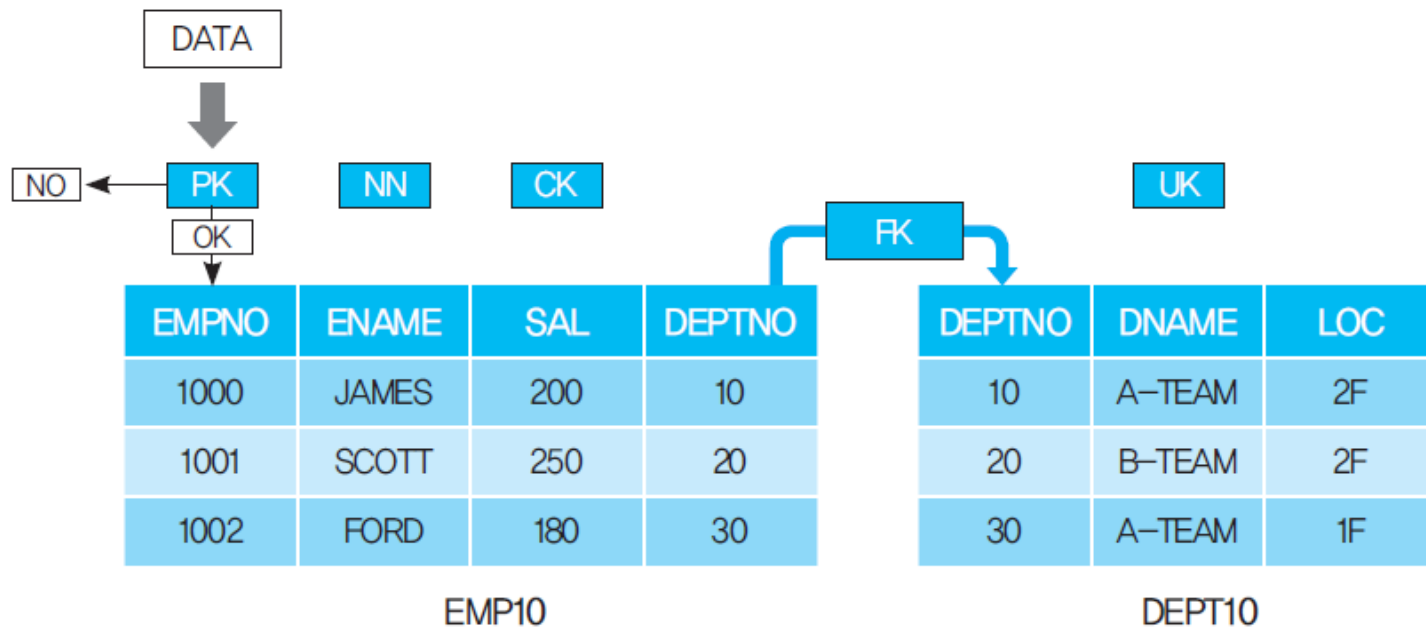 DATA
NO
PK
NN
CK
UK
OK
FK
EMPNO ENAME SAL DEPTNO
1000 JAMES 200 10
1001 SCOTT 250 20
1002 FORD 180 30
EMP10
DEPTNO DNAME LOC
10 A-TEAM 2F
20 B-TEAM 2F
30 A-TEAM 1F
DEPT10